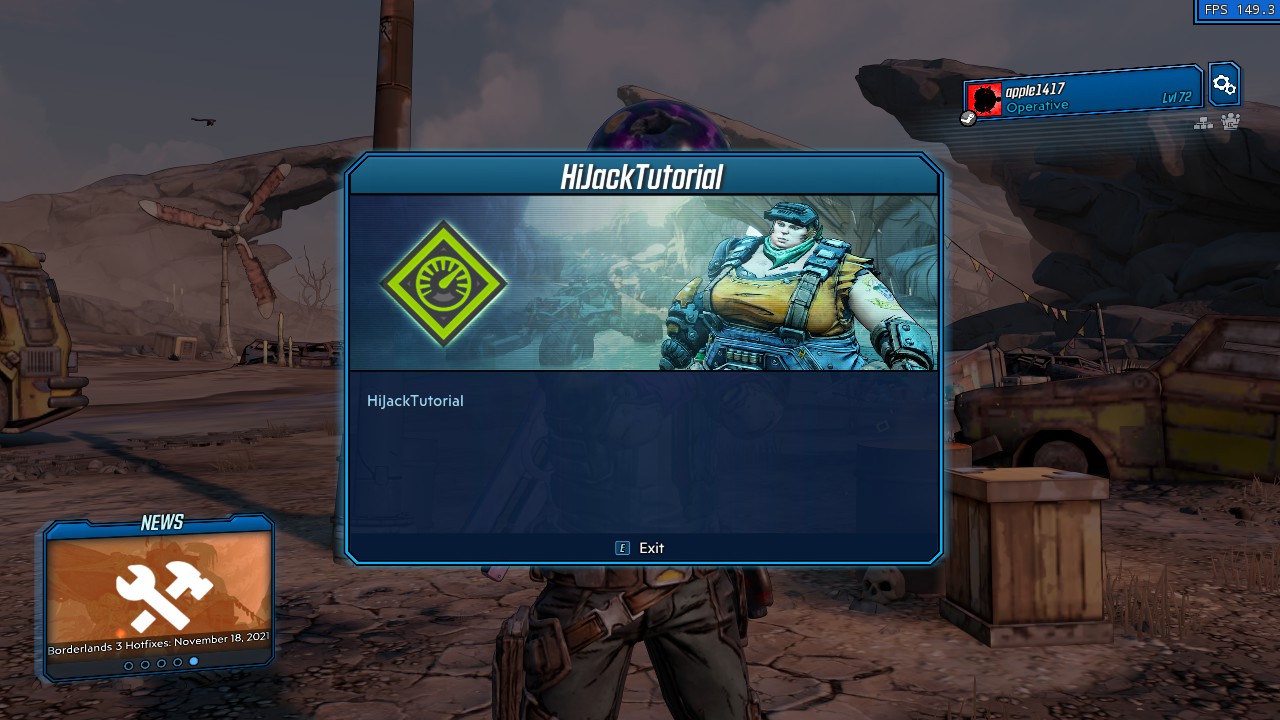 FPS 149.3
apple1417
Operative
Lvl 72
HiJackTutorial
HiJackTutorial
E Exit
NEWS
Borderlands 3 Hotfixes: November 18, 2021